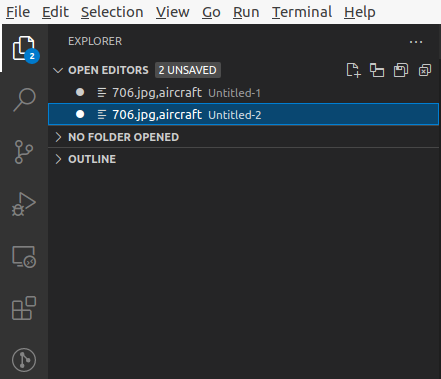 File Edit Selection View Go Run Terminal Help
EXPLORER
OPEN EDITORS 2 UNSAVED
2
706.jpg,aircraft Untitled-1
706.jpg,aircraft Untitled-2
NO FOLDER OPENED
OUTLINE